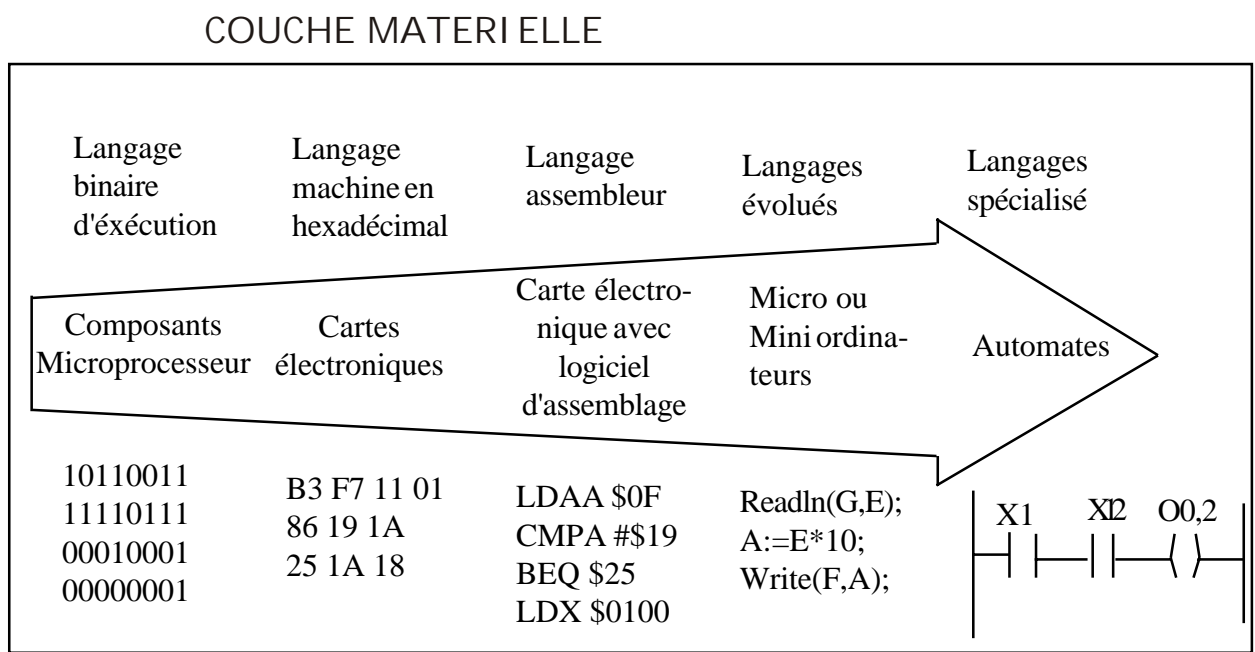 COUCHE MATERIELLE
Langage
binaire
d'éxécution
Langage
machine en
hexadécimal
Langage
assembleur
Langages
évolués
Langages
spécialisé
Composants
Microprocesseur
Cartes
électroniques
Carte électro-
nique avec
logiciel
d'assemblage
Micro ou
Mini ordina-
teurs
Automates
10110011
11110111
00010001
00000001
B3 F7 11 01
86 19 1A
25 1A 18
LDAA $0F
CMPA #$19
BEQ $25
LDX $0100
Readln(G,E);
A:=E*10;
Write(F,A);
X1 XI2 O0,2